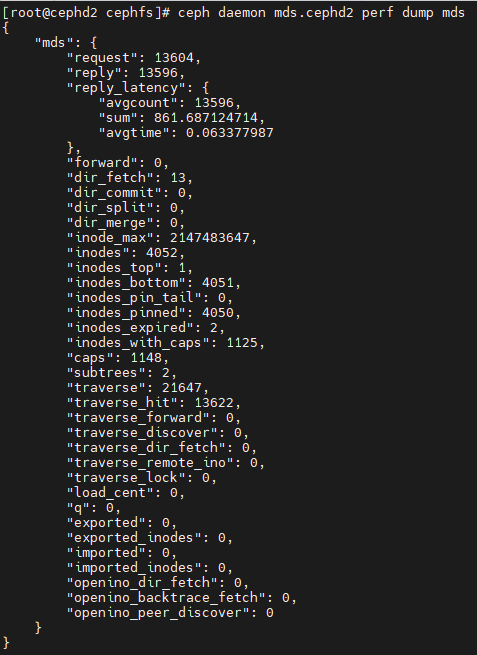 [root@cephd2 cephfs]# ceph daemon mds.cephd2 perf dump mds
{
    "mds": {
        "request": 13604,
        "reply": 13596,
        "reply_latency": {
            "avgcount": 13596,
            "sum": 861.687124714,
            "avgtime": 0.063377987
        },
        "forward": 0,
        "dir_fetch": 13,
        "dir_commit": 0,
        "dir_split": 0,
        "dir_merge": 0,
        "inode_max": 2147483647,
        "inodes": 4052,
        "inodes_top": 1,
        "inodes_bottom": 4051,
        "inodes_pin_tail": 0,
        "inodes_pinned": 4050,
        "inodes_expired": 2,
        "inodes_with_caps": 1125,
        "caps": 1148,
        "subtrees": 2,
        "traverse": 21647,
        "traverse_hit": 13622,
        "traverse_forward": 0,
        "traverse_discover": 0,
        "traverse_dir_fetch": 0,
        "traverse_remote_ino": 0,
        "traverse_lock": 0,
        "load_cent": 0,
        "q": 0,
        "exported": 0,
        "exported_inodes": 0,
        "imported": 0,
        "imported_inodes": 0,
        "openino_dir_fetch": 0,
        "openino_backtrace_fetch": 0,
        "openino_peer_discover": 0
    }
}